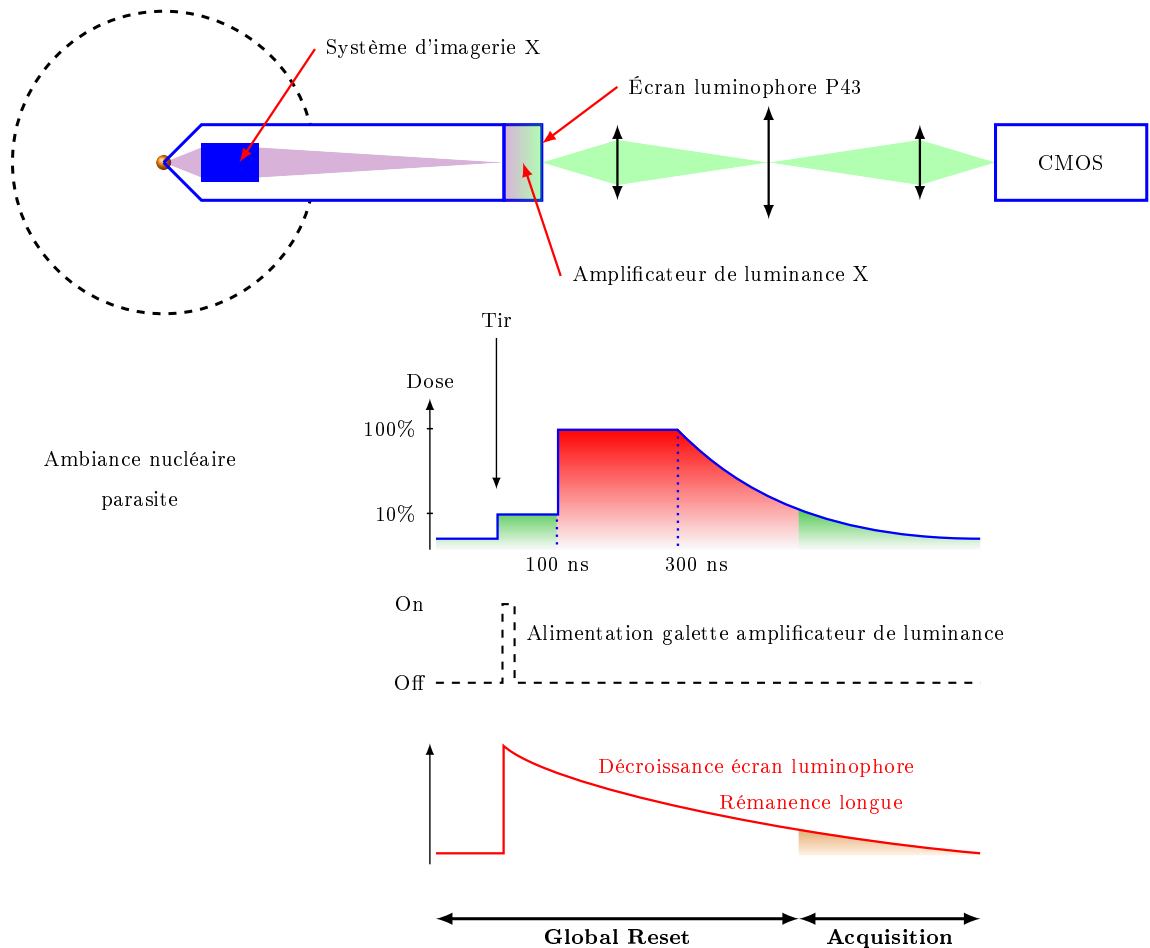 Système d'imagerie X
Écran luminophore P43
CMOS
Amplificateur de luminance X
Tir
Dose
100%
Ambiance nucléaire
parasite
10%
100 ns
300 ns
On
Alimentation galette amplificateur de luminance
Off
Décroissance écran luminophore
Rémanence longue
Global Reset
Acquisition